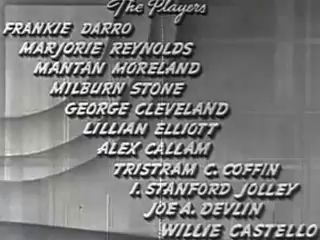 The Players
FRANKIE DARRO
MARJORIE REYNOLDS
MANTAN MORELAND
MILBURN STONE
GEORGE CLEVELAND
LILLIAN ELLIOTT
ALEX CALLAM
TRISTRAM C. COFFIN
I. STANFORD JOLLEY
JOE A. DEVLIN
WILLIE CASTELLO